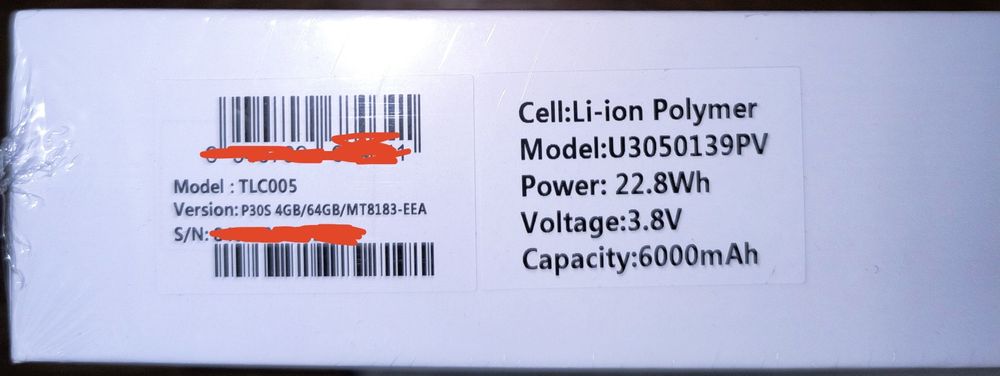 Model : TLC005
Version: P30S 4GB/64GB/MT8183-EEA
S/N:
Cell:Li-ion Polymer
Model:U3050139PV
Power: 22.8Wh
Voltage:3.8V
Capacity:6000mAh